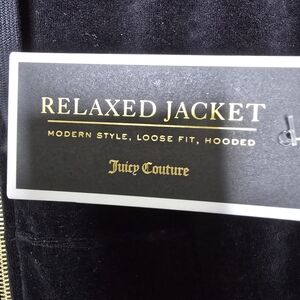 RELAXED JACKET
MODERN STYLE, LOOSE FIT, HOODED
Juicy Couture